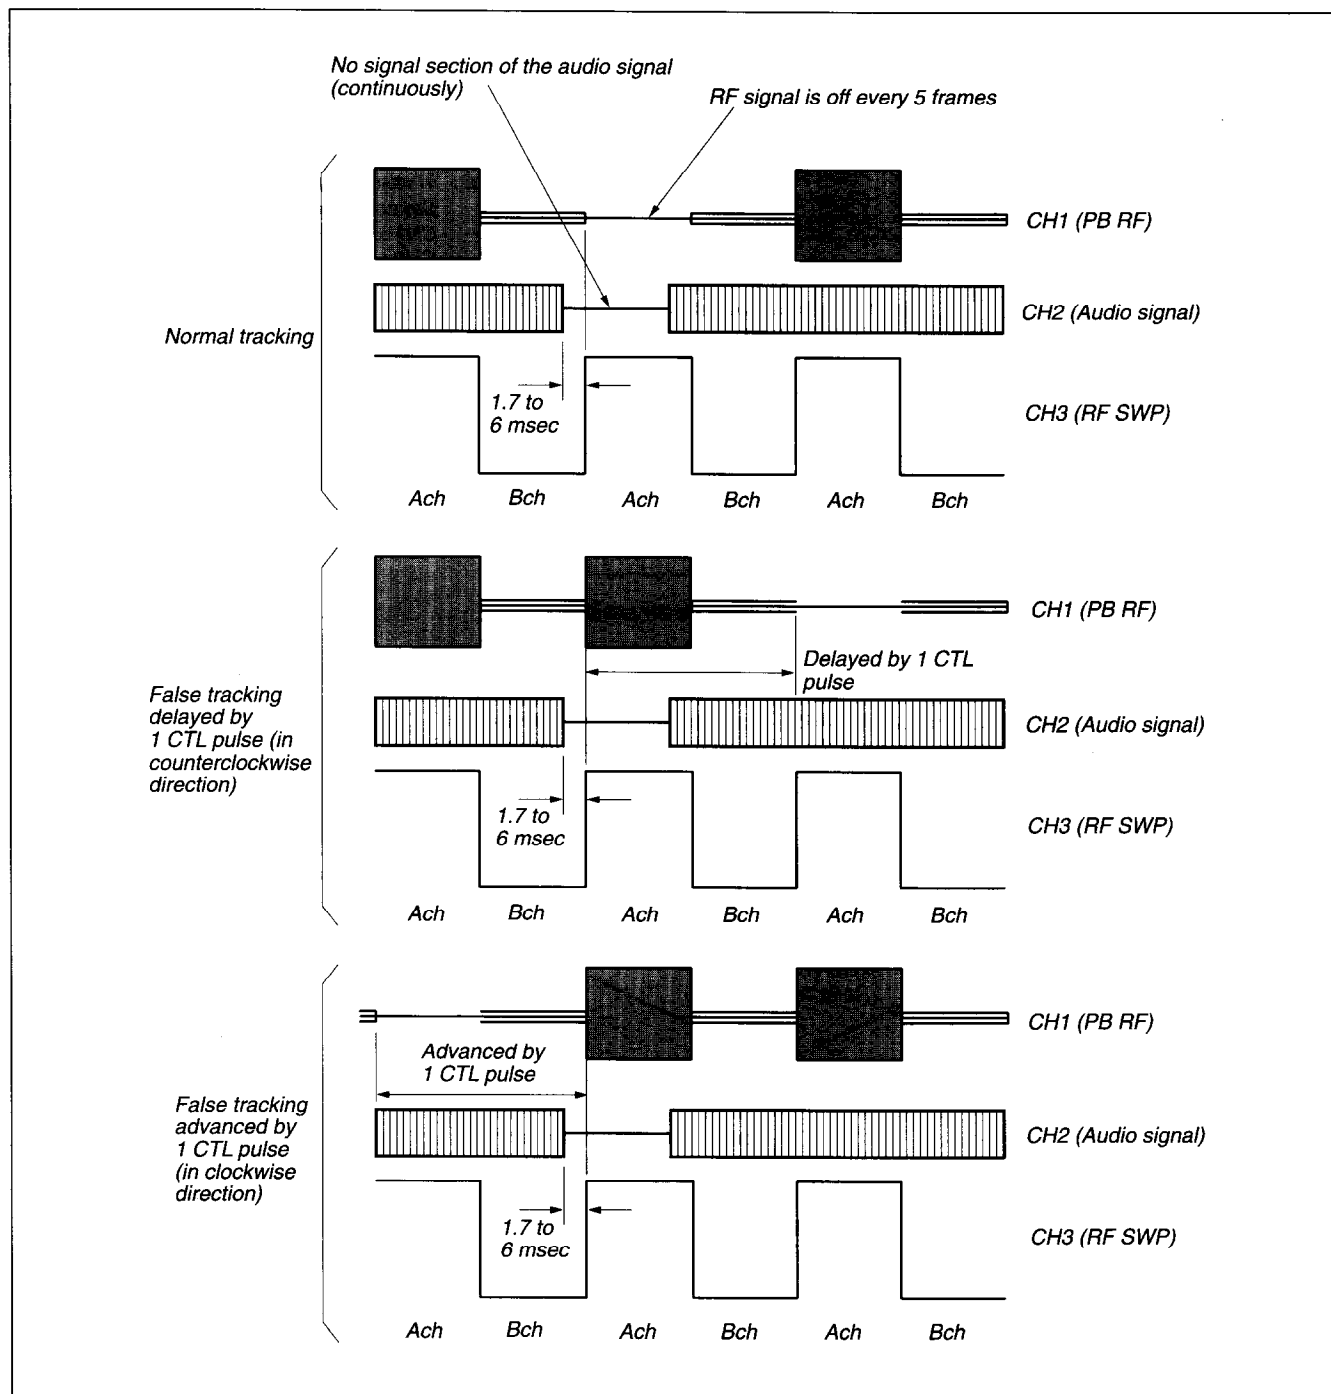 No signal section of the audio signal
(continuously)
RF signal is off every 5 frames
CH1 (PB RF)
CH2 (Audio signal)
Normal tracking
1.7 to
6 msec
CH3 (RF SWP)
Ach Bch Ach Bch Ach Bch
CH1 (PB RF)
Delayed by 1 CTL
pulse
False tracking
delayed by
1 CTL pulse (in
counterclockwise
direction)
CH2 (Audio signal)
1.7 to
6 msec
CH3 (RF SWP)
Ach Bch Ach Bch Ach Bch
CH1 (PB RF)
Advanced by
1 CTL pulse
False tracking
advanced by
1 CTL pulse
(in clockwise
direction)
CH2 (Audio signal)
1.7 to
6 msec
CH3 (RF SWP)
Ach Bch Ach Bch Ach Bch